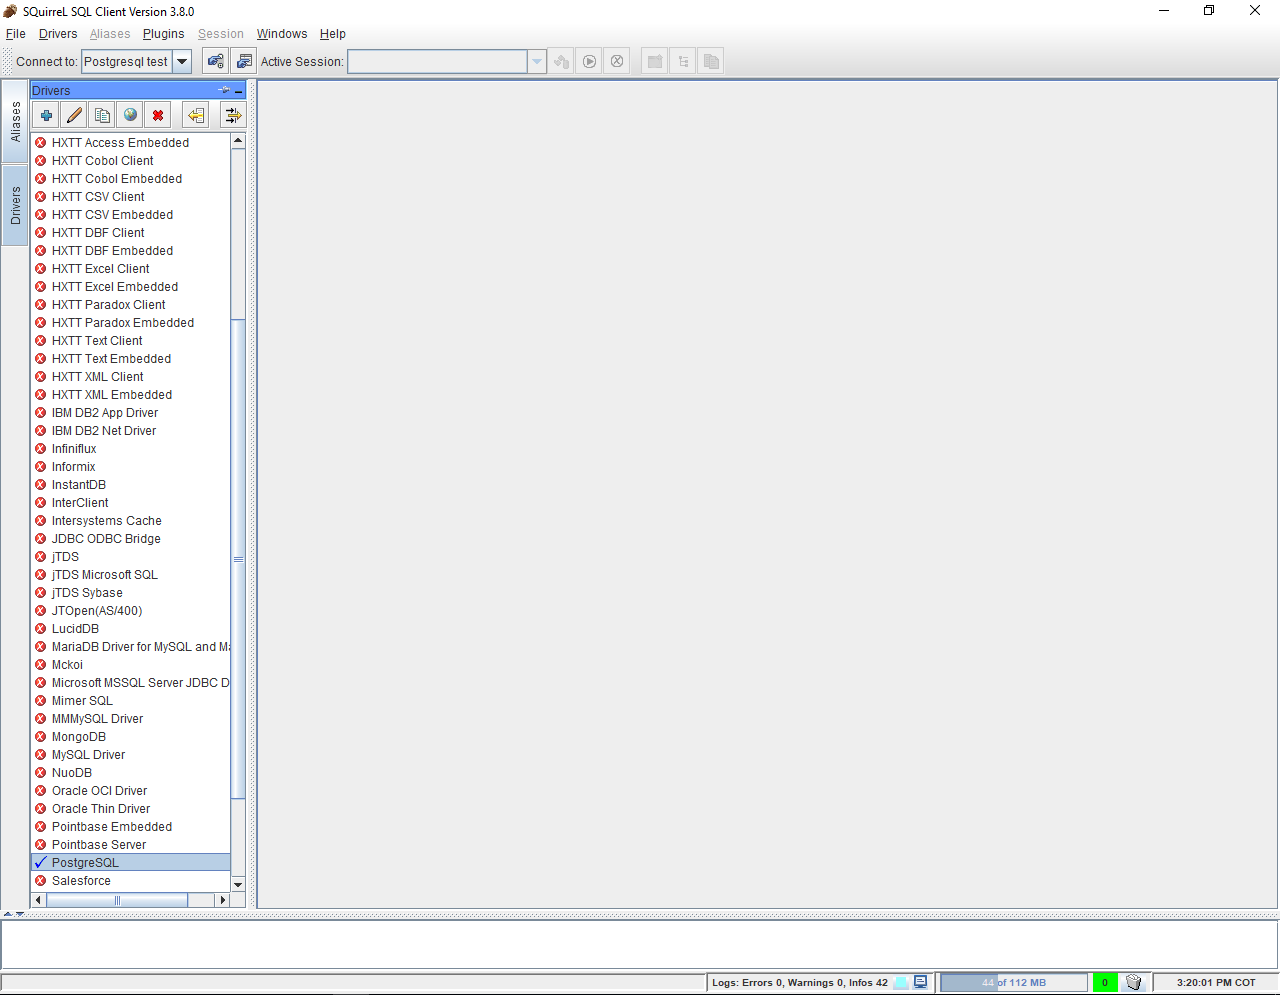 SQuirreL SQL Client Version 3.8.0
File Drivers Aliases Plugins Session Windows Help
Connect to: Postgresql test Active Session:
Drivers
Aliases
Drivers
HXTT Access Embedded
HXTT Cobol Client
HXTT Cobol Embedded
HXTT CSV Client
HXTT CSV Embedded
HXTT DBF Client
HXTT DBF Embedded
HXTT Excel Client
HXTT Excel Embedded
HXTT Paradox Client
HXTT Paradox Embedded
HXTT Text Client
HXTT Text Embedded
HXTT XML Client
HXTT XML Embedded
IBM DB2 App Driver
IBM DB2 Net Driver
Infiniflux
Informix
InstantDB
InterClient
Intersystems Cache
JDBC ODBC Bridge
jTDS
jTDS Microsoft SQL
jTDS Sybase
JTOpen(AS/400)
LucidDB
MariaDB Driver for MySQL and Ma
Mckoi
Microsoft MSSQL Server JDBC D
Mimer SQL
MMMySQL Driver
MongoDB
MySQL Driver
NuoDB
Oracle OCI Driver
Oracle Thin Driver
Pointbase Embedded
Pointbase Server
PostgreSQL
Salesforce
Logs: Errors 0, Warnings 0, Infos 42 44 of 112 MB 0 3:20:01 PM COT